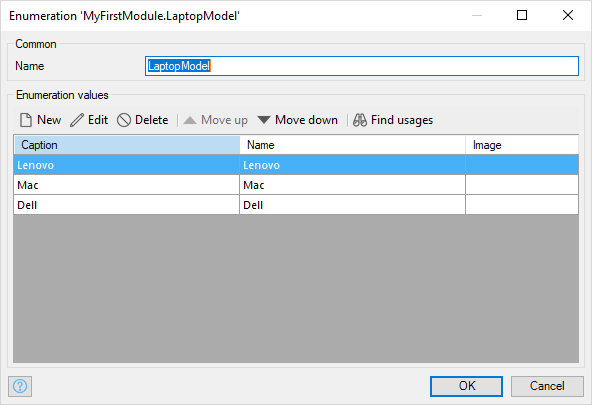 Enumeration 'MyFirstModule.LaptopModel'
Common
Name LaptopModel
Enumeration values
New Edit Delete Move up Move down Find usages
Caption Name Image
Lenovo Lenovo
Mac Mac
Dell Dell
? OK Cancel